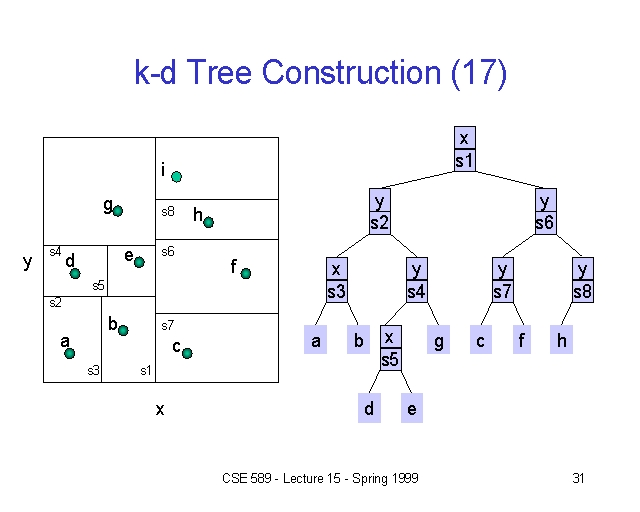 k-d Tree Construction (17)
x
s1
i
g
s8
h
y
s2
y
s6
s4
d
e
s6
y
s5
f
x
s3
y
s4
y
s7
y
s8
s2
a
b
s7
c
s3
s1
a
b
x
s5
g
c
f
h
x
d
e
CSE 589 - Lecture 15 - Spring 1999
31